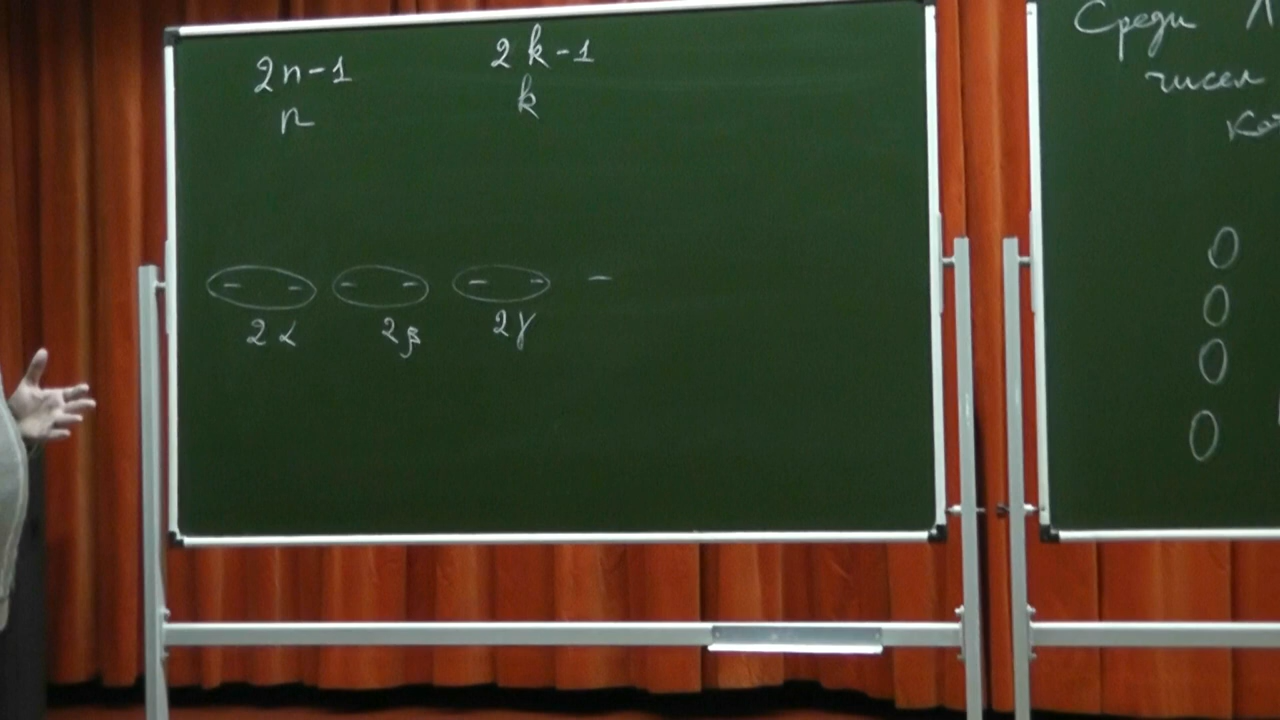 2n-1
n
2k-1
k
2α 2β 2γ
Среди
чисел